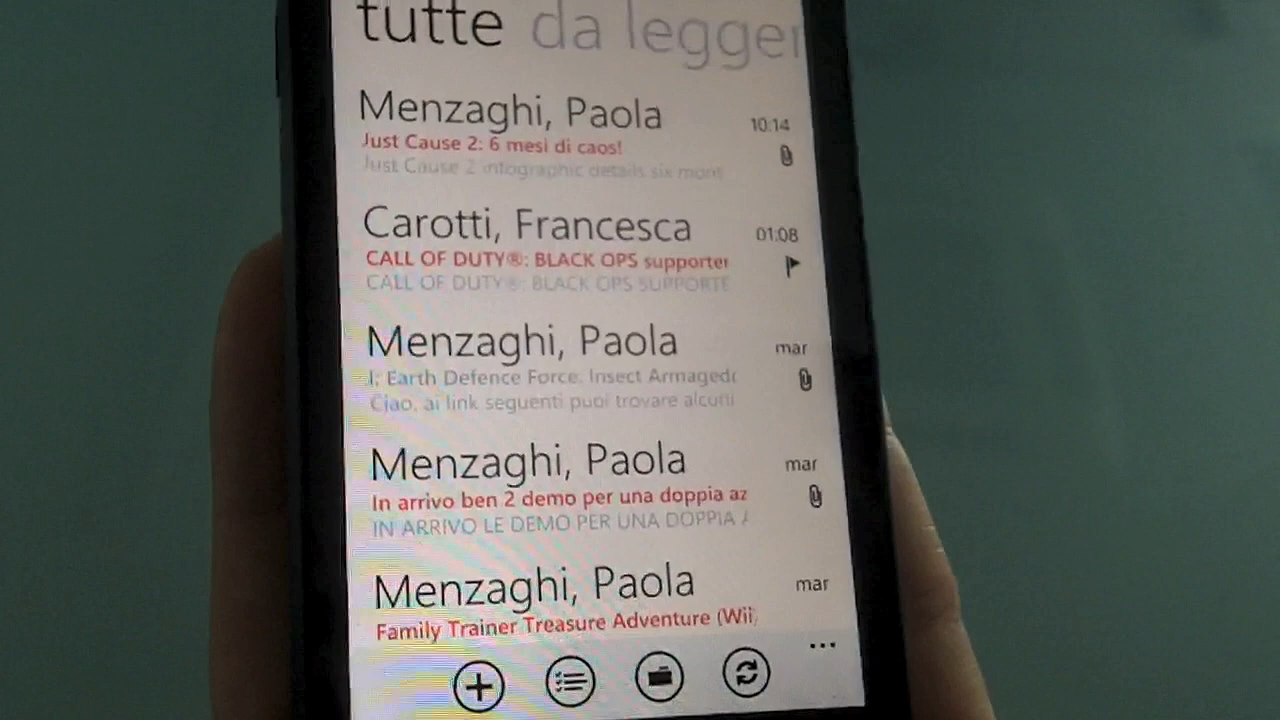 tutte da legger
Menzaghi, Paola
10:14
Just Cause 2: 6 mesi di caos!
Just Cause 2 infographic details six mont
Carotti, Francesca
01:08
CALL OF DUTY®: BLACK OPS supporter
CALL OF DUTY®: BLACK OPS SUPPORTE
Menzaghi, Paola
mar
I: Earth Defence Force: Insect Armagedd
Ciao, ai link seguenti puoi trovare alcuni
Menzaghi, Paola
mar
In arrivo ben 2 demo per una doppia az
IN ARRIVO LE DEMO PER UNA DOPPIA A
Menzaghi, Paola
mar
Family Trainer Treasure Adventure (Wii)